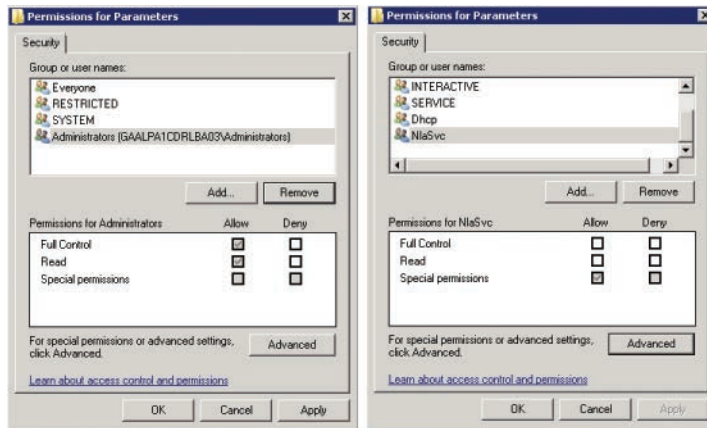 Permissions for Parameters
Security
Group or user names:
Everyone
RESTRICTED
SYSTEM
Administrators (GAALPA1CDRLBA03\Administrators)
Add...
Remove
Permissions for Administrators
Allow
Deny
Full Control
Read
Special permissions
For special permissions or advanced settings,
click Advanced.
Advanced
Learn about access control and permissions
OK
Cancel
Apply
Permissions for Parameters
Security
Group or user names:
INTERACTIVE
SERVICE
Dhcp
NlaSvc
Add...
Remove
Permissions for NlaSvc
Allow
Deny
Full Control
Read
Special permissions
For special permissions or advanced settings,
click Advanced.
Advanced
Learn about access control and permissions
OK
Cancel
Apply